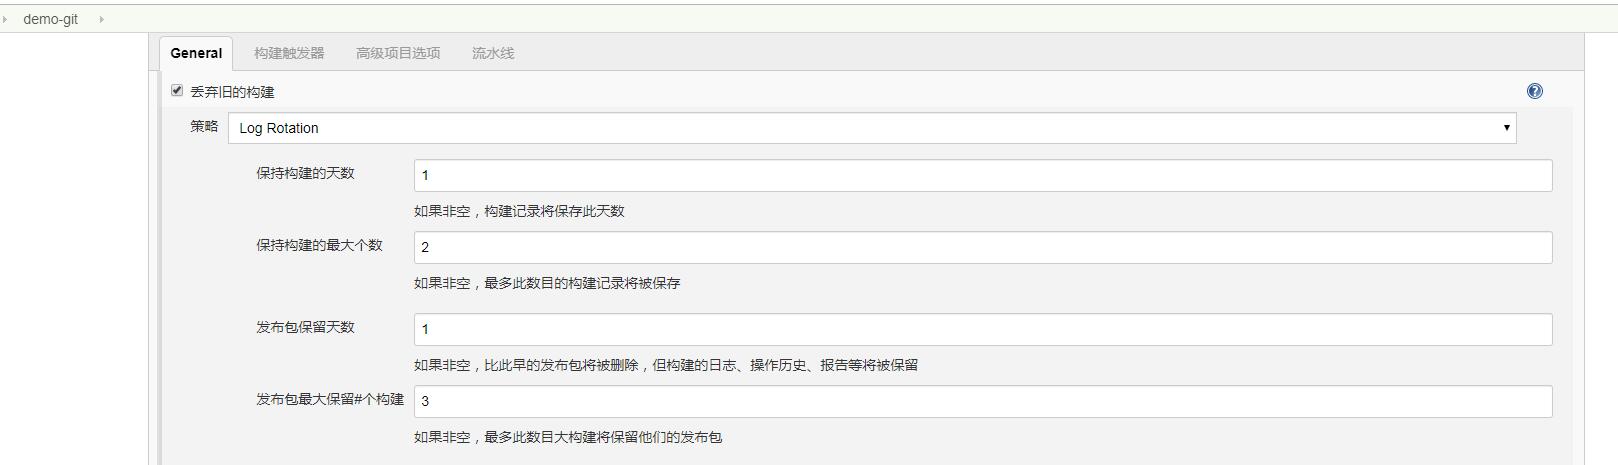 demo-git
General 构建触发器 高级项目选项 流水线
丢弃旧的构建
策略 Log Rotation
保持构建的天数 1
如果非空，构建记录将保存此天数
保持构建的最大个数 2
如果非空，最多此数目的构建记录将被保存
发布包保留天数 1
如果非空，比此早的发布包将被删除，但构建的日志、操作历史、报告等将被保留
发布包最大保留#个构建 3
如果非空，最多此数目大构建将保留他们的发布包